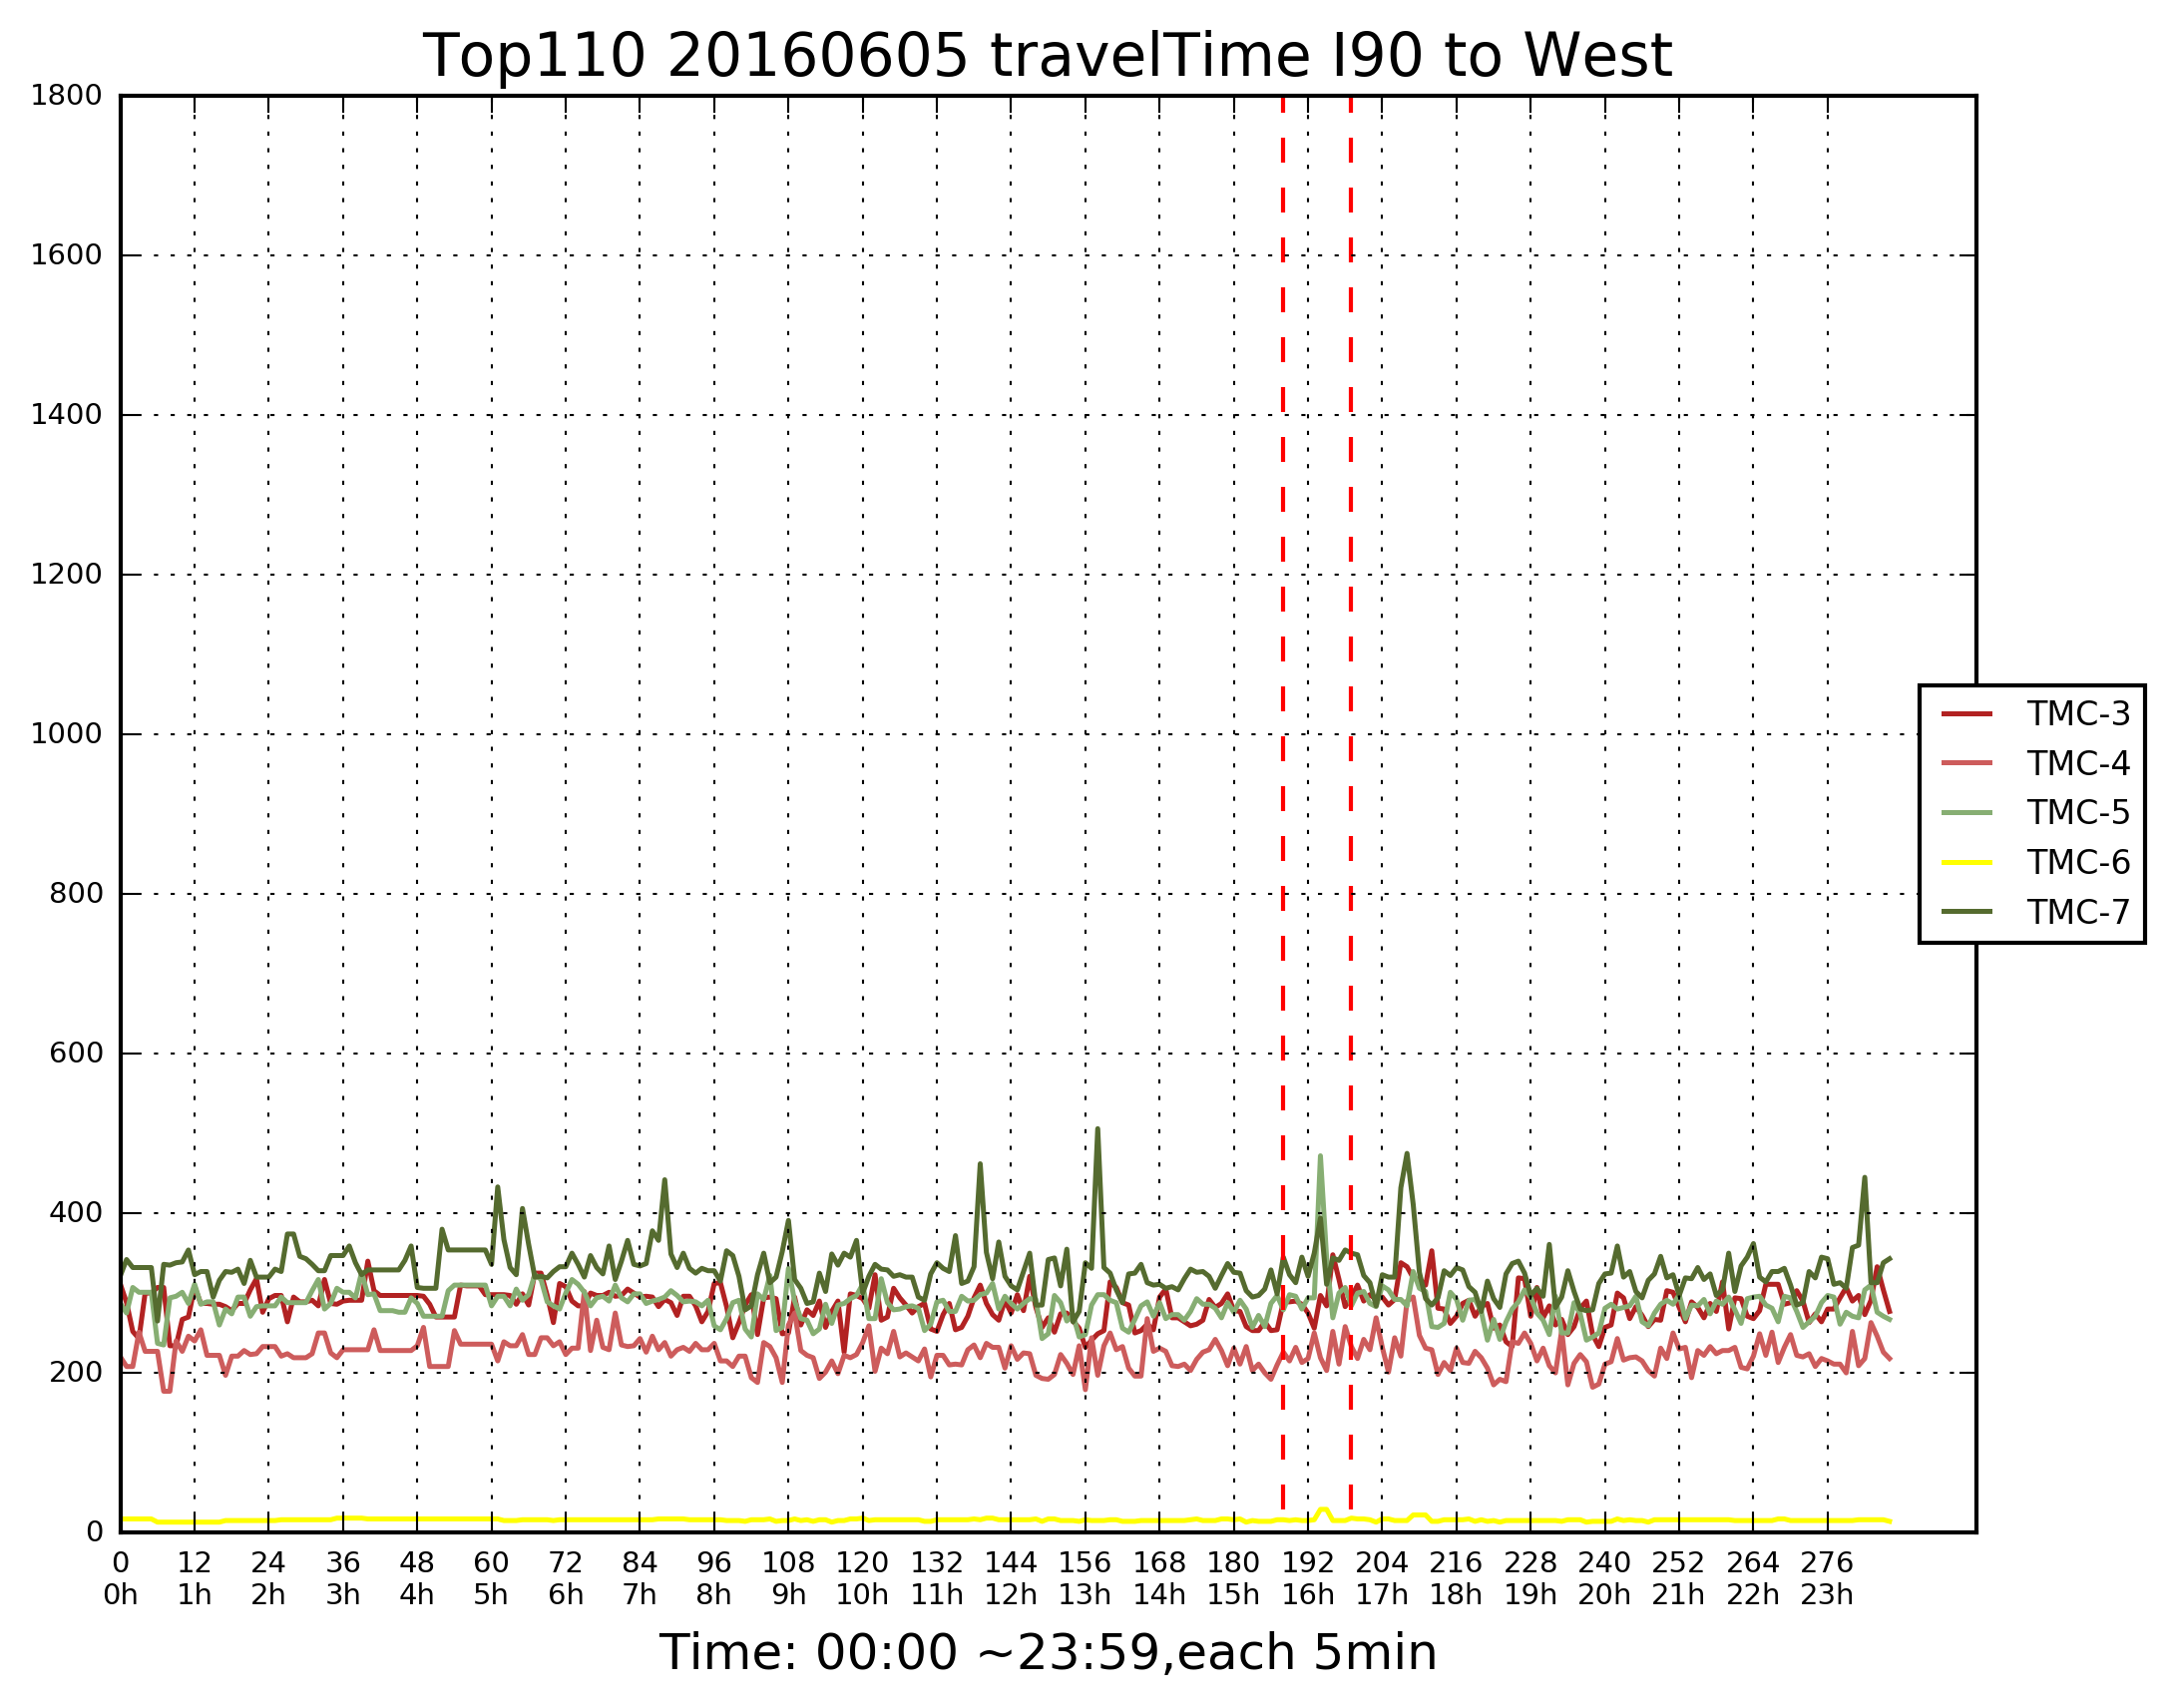 Top110 20160605 travelTime I90 to West
1800
1600
1400
1200
1000
800
600
400
200
0
TMC-3
TMC-4
TMC-5
TMC-6
TMC-7
0 12 24 36 48 60 72 84 96 108 120 132 144 156 168 180 192 204 216 228 240 252 264 276
0h 1h 2h 3h 4h 5h 6h 7h 8h 9h 10h 11h 12h 13h 14h 15h 16h 17h 18h 19h 20h 21h 22h 23h
Time: 00:00 ~23:59,each 5min